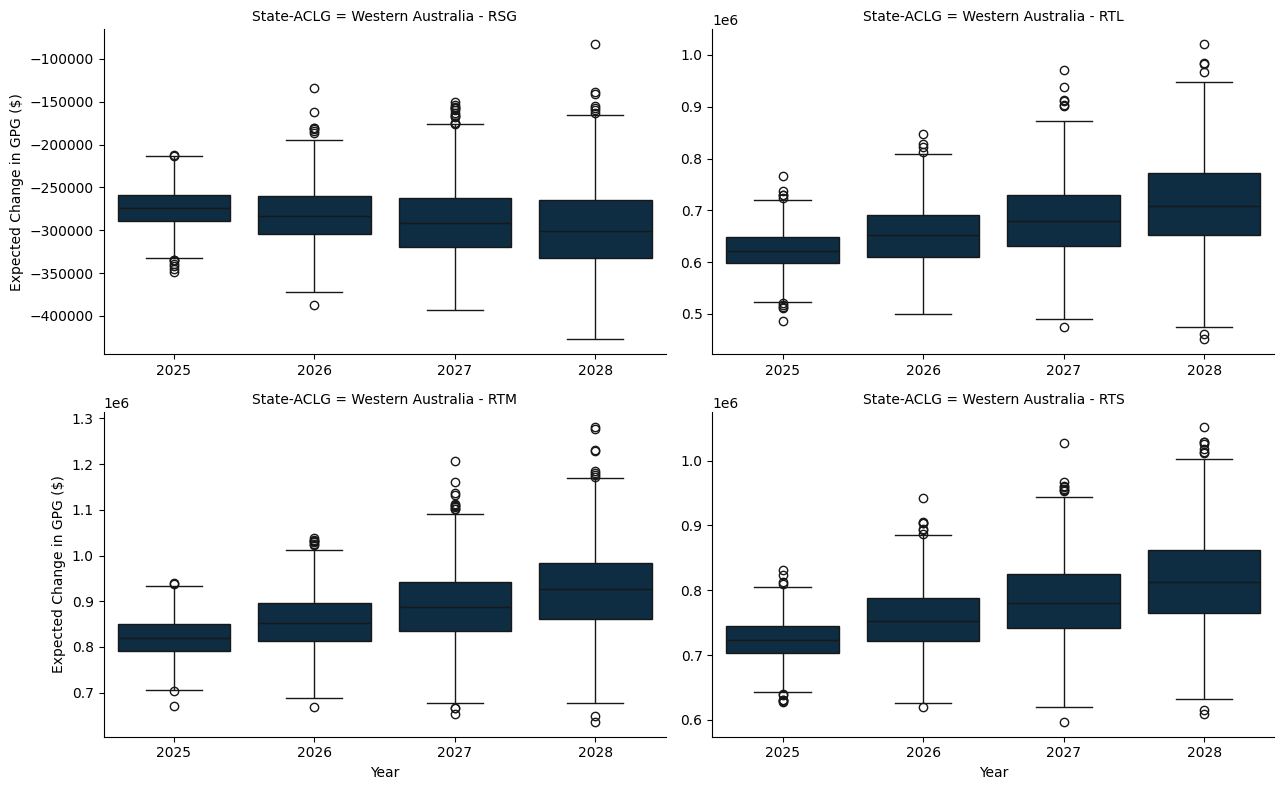 State-ACLG = Western Australia - RSG
Expected Change in GPG ($)
−100000
−150000
−200000
−250000
−300000
−350000
−400000
2025 2026 2027 2028
State-ACLG = Western Australia - RTL
1e6
1.0
0.9
0.8
0.7
0.6
0.5
2025 2026 2027 2028
State-ACLG = Western Australia - RTM
1e6
Expected Change in GPG ($)
1.3
1.2
1.1
1.0
0.9
0.8
0.7
2025 2026 2027 2028
Year
State-ACLG = Western Australia - RTS
1e6
1.0
0.9
0.8
0.7
0.6
2025 2026 2027 2028
Year